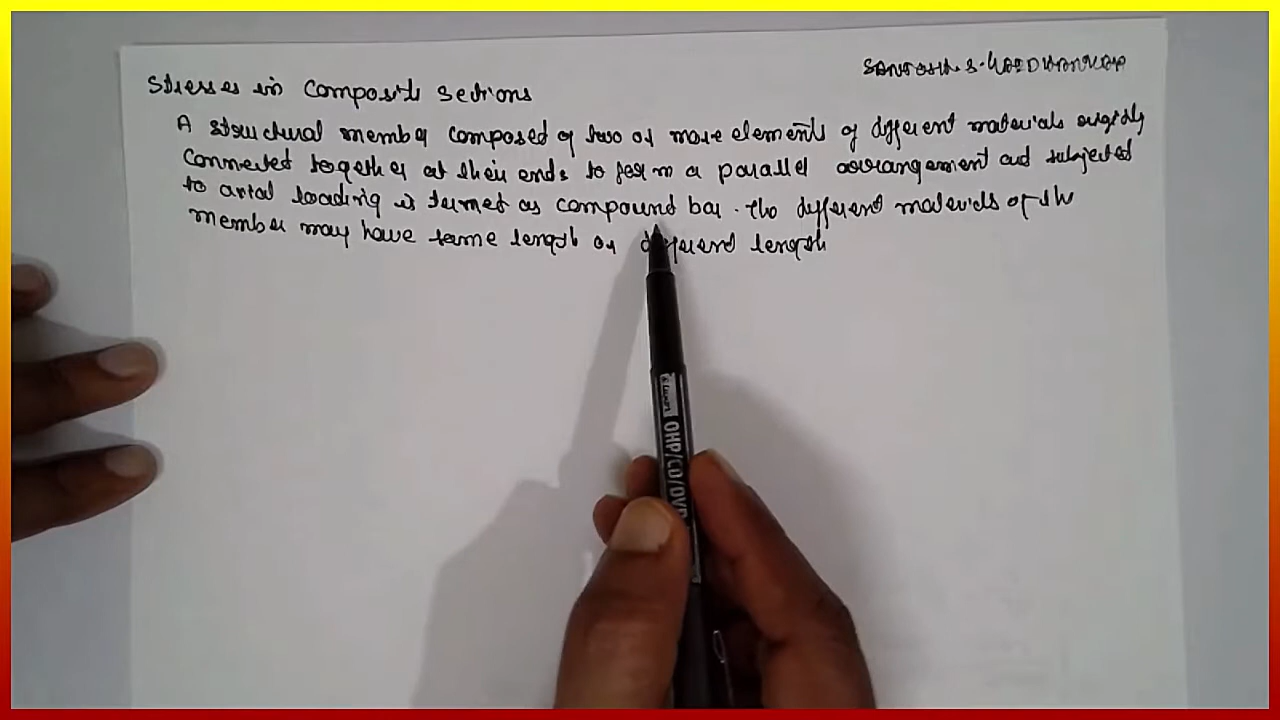 Stresses in Composite Sections
A structural member composed of two or more elements of different materials rigidly
connected together at their ends to form a parallel arrangement and subjected
to axial loading is termed as compound bar. The different materials of the
member may have same length or different length
OHP/CD/DVD